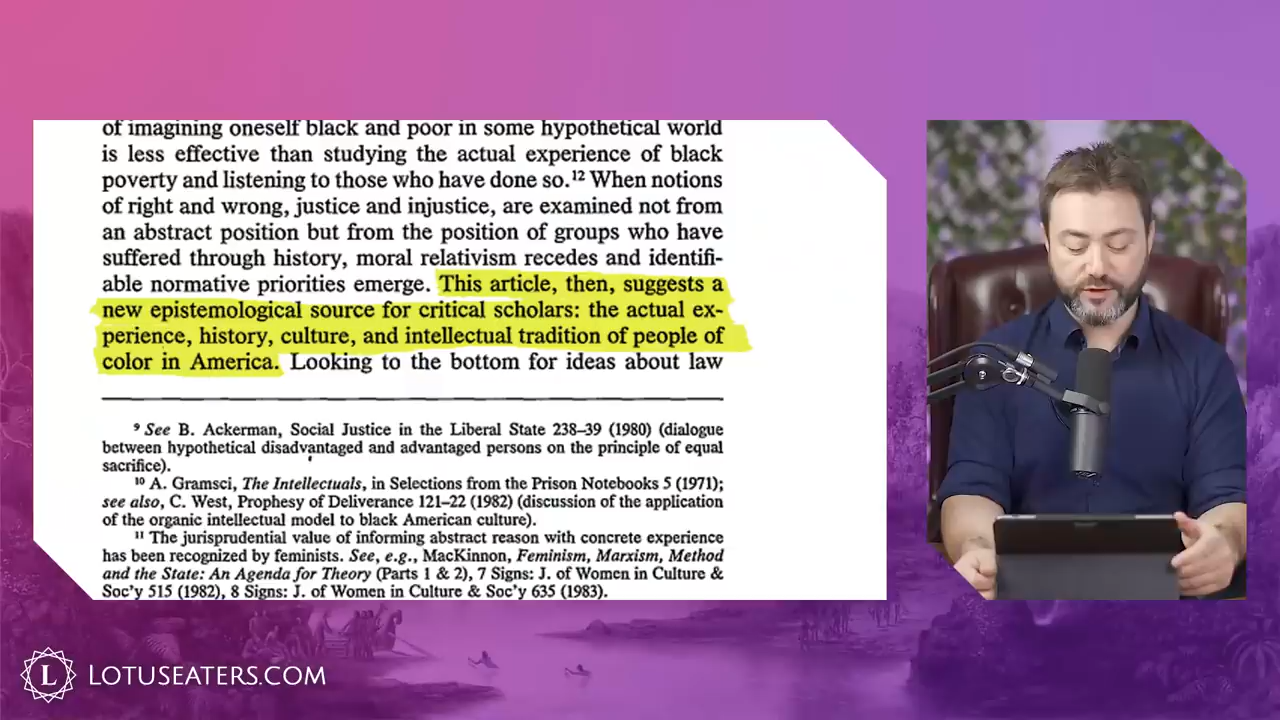 of imagining oneself black and poor in some hypothetical world
is less effective than studying the actual experience of black
poverty and listening to those who have done so.¹² When notions
of right and wrong, justice and injustice, are examined not from
an abstract position but from the position of groups who have
suffered through history, moral relativism recedes and identifi-
able normative priorities emerge. This article, then, suggests a
new epistemological source for critical scholars: the actual ex-
perience, history, culture, and intellectual tradition of people of
color in America. Looking to the bottom for ideas about law
⁹ See B. Ackerman, Social Justice in the Liberal State 238–39 (1980) (dialogue
between hypothetical disadvantaged and advantaged persons on the principle of equal
sacrifice).
¹⁰ A. Gramsci, The Intellectuals, in Selections from the Prison Notebooks 5 (1971);
see also, C. West, Prophesy of Deliverance 121–22 (1982) (discussion of the application
of the organic intellectual model to black American culture).
¹¹ The jurisprudential value of informing abstract reason with concrete experience
has been recognized by feminists. See, e.g., MacKinnon, Feminism, Marxism, Method
and the State: An Agenda for Theory (Parts 1 & 2), 7 Signs: J. of Women in Culture &
Soc'y 515 (1982), 8 Signs: J. of Women in Culture & Soc'y 635 (1983).
L LOTUSEATERS.COM